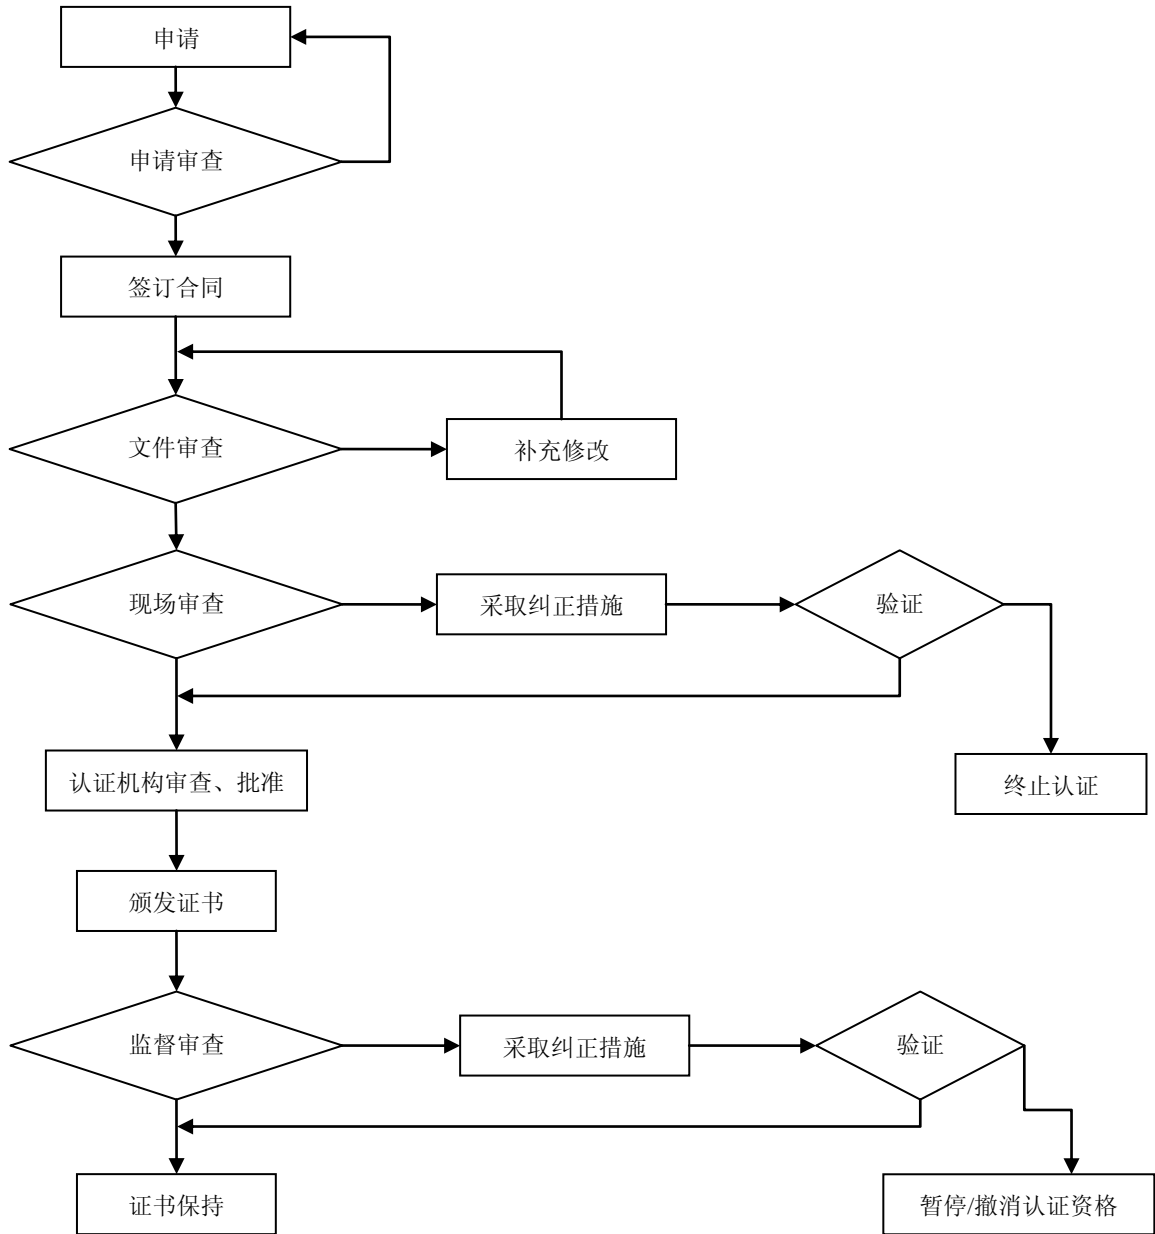 申请
申请审查
签订合同
文件审查
补充修改
现场审查
采取纠正措施
验证
认证机构审查、批准
终止认证
颁发证书
监督审查
采取纠正措施
验证
证书保持
暂停/撤消认证资格